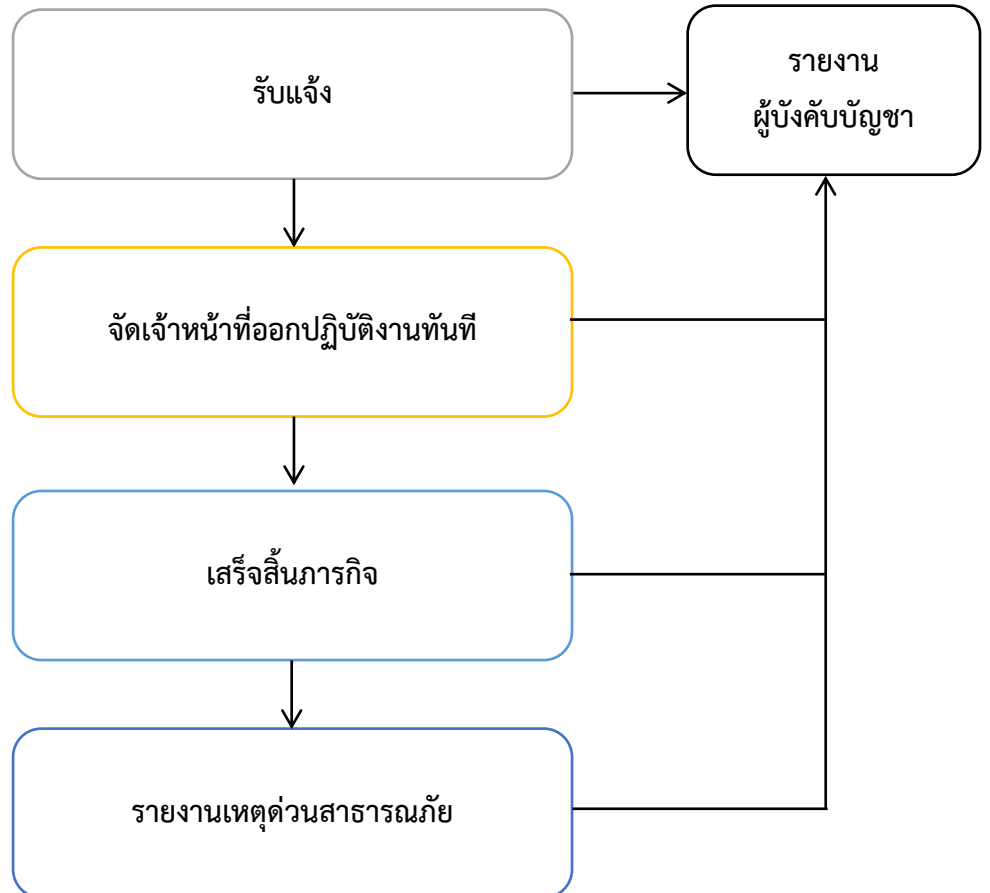 รับแจ้ง
รายงาน
ผู้บังคับบัญชา
จัดเจ้าหน้าที่ออกปฏิบัติงานทันที
เสร็จสิ้นภารกิจ
รายงานเหตุด่วนสาธารณภัย